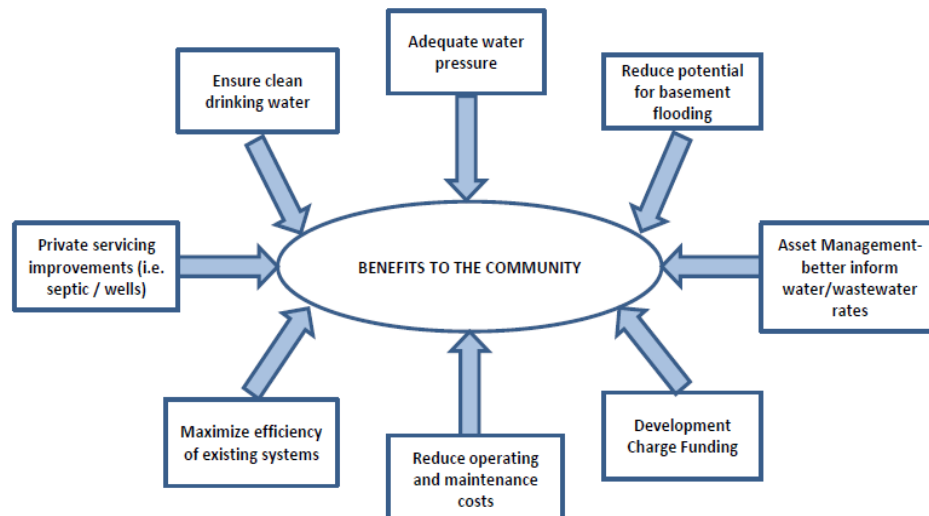 Adequate water
pressure
Ensure clean
drinking water
Reduce potential
for basement
flooding
Private servicing
improvements (i.e.
septic / wells)
BENEFITS TO THE COMMUNITY
Asset Management-
better inform
water/wastewater
rates
Maximize efficiency
of existing systems
Reduce operating
and maintenance
costs
Development
Charge Funding